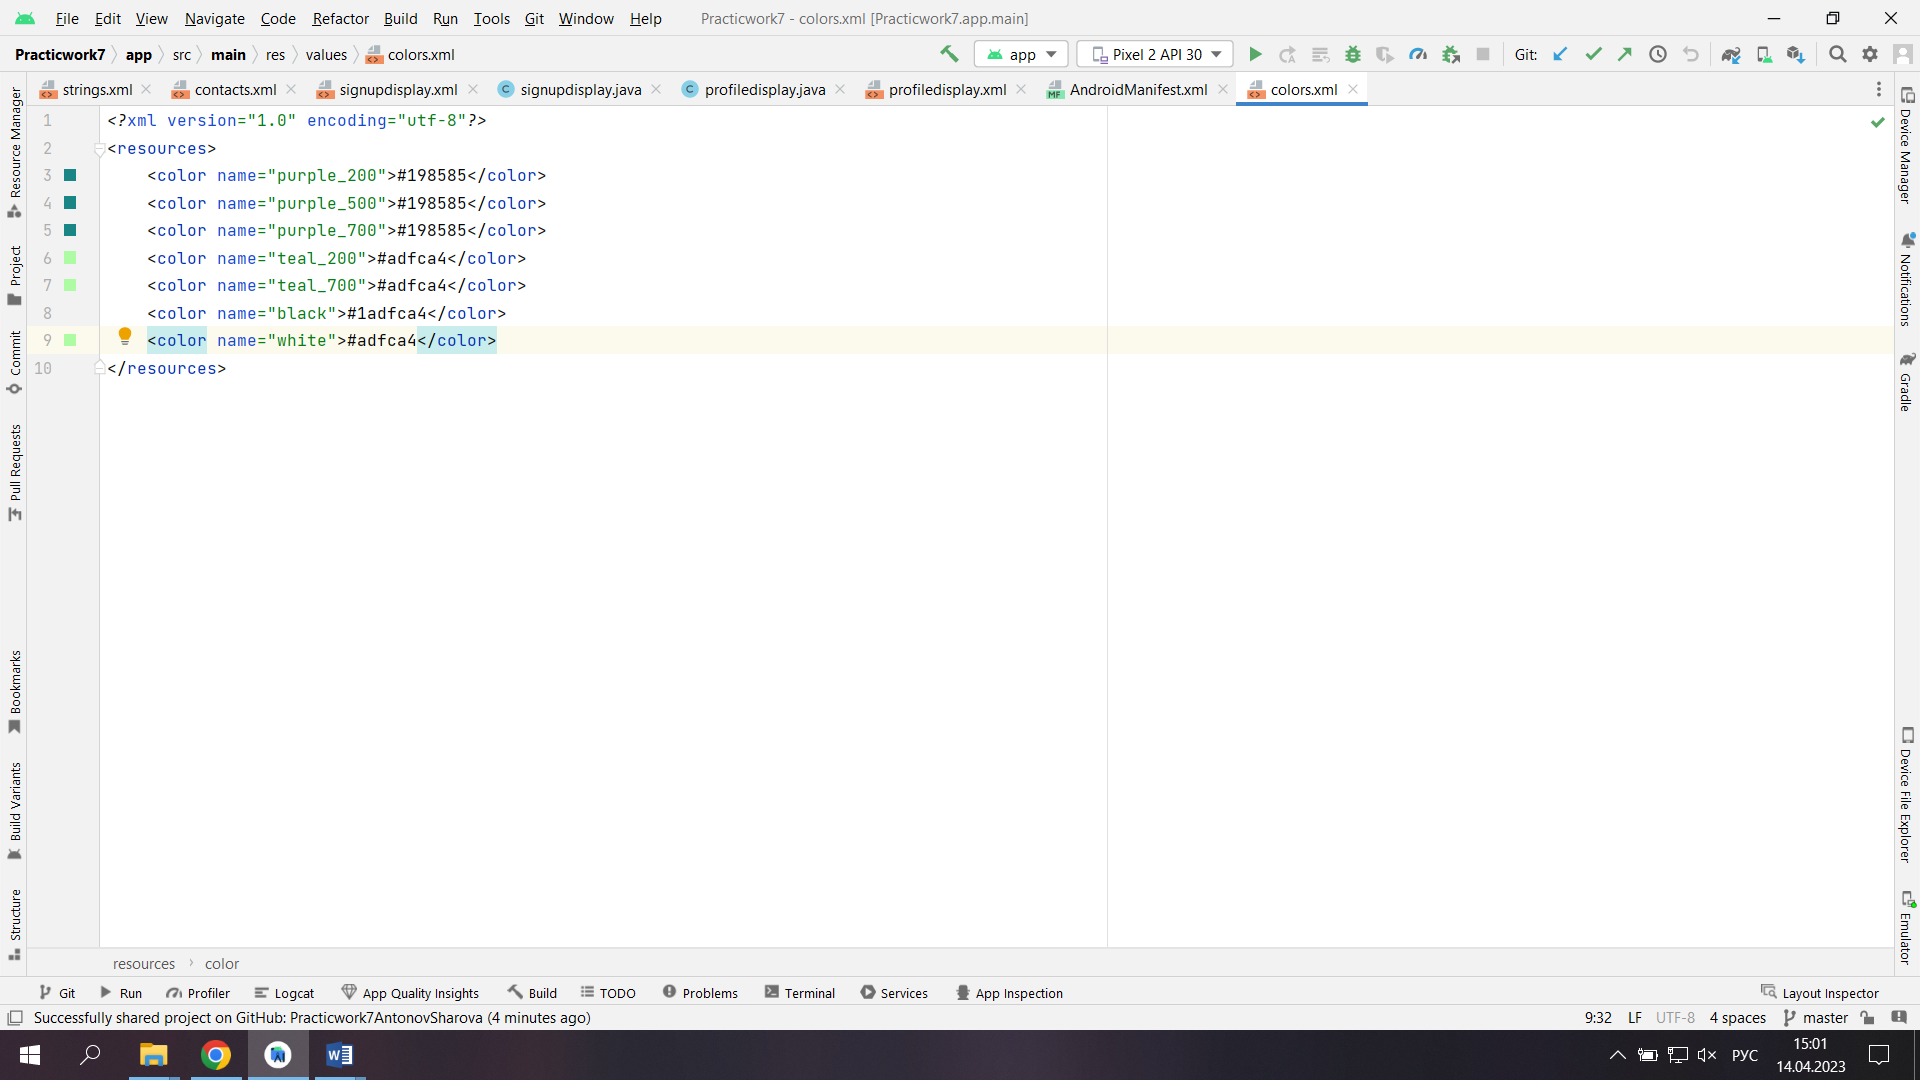 File Edit View Navigate Code Refactor Build Run Tools Git Window Help Practicwork7 - colors.xml [Practicwork7.app.main]
Practicwork7 app src main res values colors.xml app Pixel 2 API 30 Git:
strings.xml contacts.xml signupdisplay.xml signupdisplay.java profiledisplay.java profiledisplay.xml AndroidManifest.xml colors.xml
1 <?xml version="1.0" encoding="utf-8"?>
2 <resources>
3 <color name="purple_200">#198585</color>
4 <color name="purple_500">#198585</color>
5 <color name="purple_700">#198585</color>
6 <color name="teal_200">#adfca4</color>
7 <color name="teal_700">#adfca4</color>
8 <color name="black">#1adfca4</color>
9 <color name="white">#adfca4</color>
10 </resources>
Resource Manager
Project
Commit
Pull Requests
Bookmarks
Build Variants
Structure
Device Manager
Notifications
Gradle
Device File Explorer
Emulator
resources color
Git Run Profiler Logcat App Quality Insights Build TODO Problems Terminal Services App Inspection Layout Inspector
Successfully shared project on GitHub: Practicwork7AntonovSharova (4 minutes ago) 9:32 LF UTF-8 4 spaces master
РУС
15:01
14.04.2023